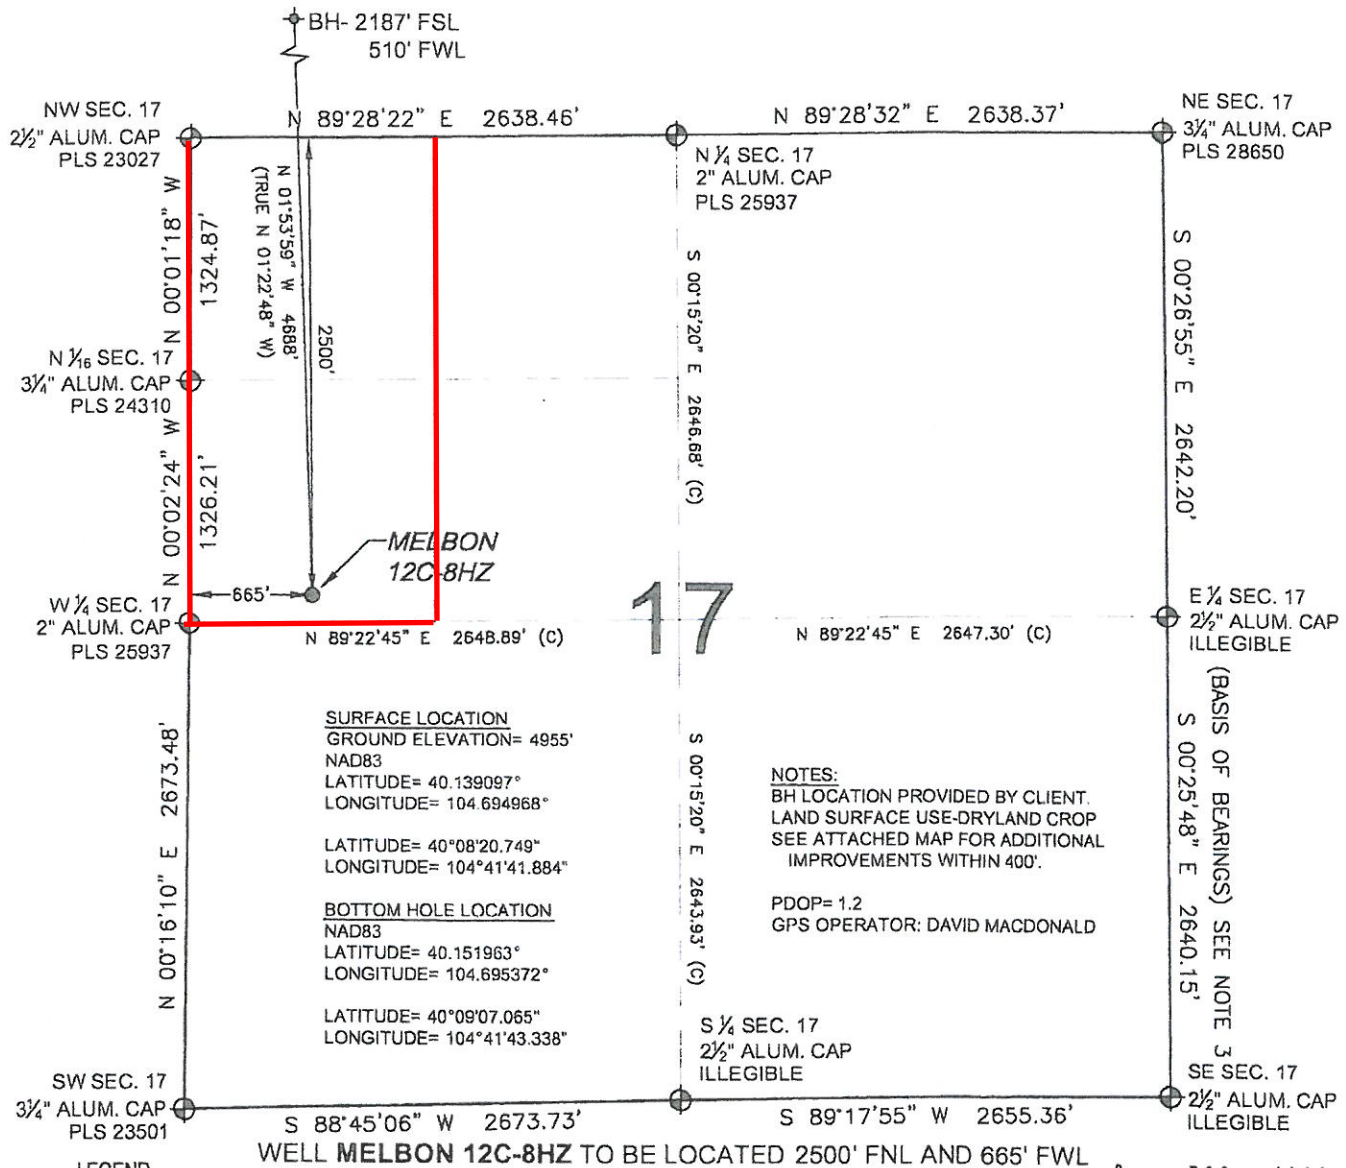 BH- 2187' FSL
510' FWL
NW SEC. 17
2½" ALUM. CAP
PLS 23027
N 89°28'22" E 2638.46'
N 89°28'32" E 2638.37'
NE SEC. 17
3¼" ALUM. CAP
PLS 28650
N ¼ SEC. 17
2" ALUM. CAP
PLS 25937
N 00°01'18" W
1324.87'
N 01°53'59" W 4688'
(TRUE N 01°22'48" W)
2500'
S 00°15'20" E 2646.68' (C)
S 00°26'55" E 2642.20'
N 1/16 SEC. 17
3¼" ALUM. CAP
PLS 24310
N 00°02'24" W
1326.21'
MELBON
12C-8HZ
665'
17
W ¼ SEC. 17
2" ALUM. CAP
PLS 25937
N 89°22'45" E 2648.89' (C)
N 89°22'45" E 2647.30' (C)
E ¼ SEC. 17
2½" ALUM. CAP
ILLEGIBLE
N 00°16'10" E 2673.48'
SURFACE LOCATION
GROUND ELEVATION= 4955'
NAD83
LATITUDE= 40.139097°
LONGITUDE= 104.694968°
LATITUDE= 40°08'20.749"
LONGITUDE= 104°41'41.884"
BOTTOM HOLE LOCATION
NAD83
LATITUDE= 40.151963°
LONGITUDE= 104.695372°
LATITUDE= 40°09'07.065"
LONGITUDE= 104°41'43.338"
S 00°15'20" E 2643.93' (C)
NOTES:
BH LOCATION PROVIDED BY CLIENT.
LAND SURFACE USE-DRYLAND CROP
SEE ATTACHED MAP FOR ADDITIONAL
IMPROVEMENTS WITHIN 400'.
PDOP= 1.2
GPS OPERATOR: DAVID MACDONALD
S 00°25'48" E 2640.15'
(BASIS OF BEARINGS) SEE NOTE 3
S ¼ SEC. 17
2½" ALUM. CAP
ILLEGIBLE
SW SEC. 17
3¼" ALUM. CAP
PLS 23501
S 88°45'06" W 2673.73'
S 89°17'55" W 2655.36'
SE SEC. 17
2½" ALUM. CAP
ILLEGIBLE
WELL MELBON 12C-8HZ TO BE LOCATED 2500' FNL AND 665' FWL
LEGEND